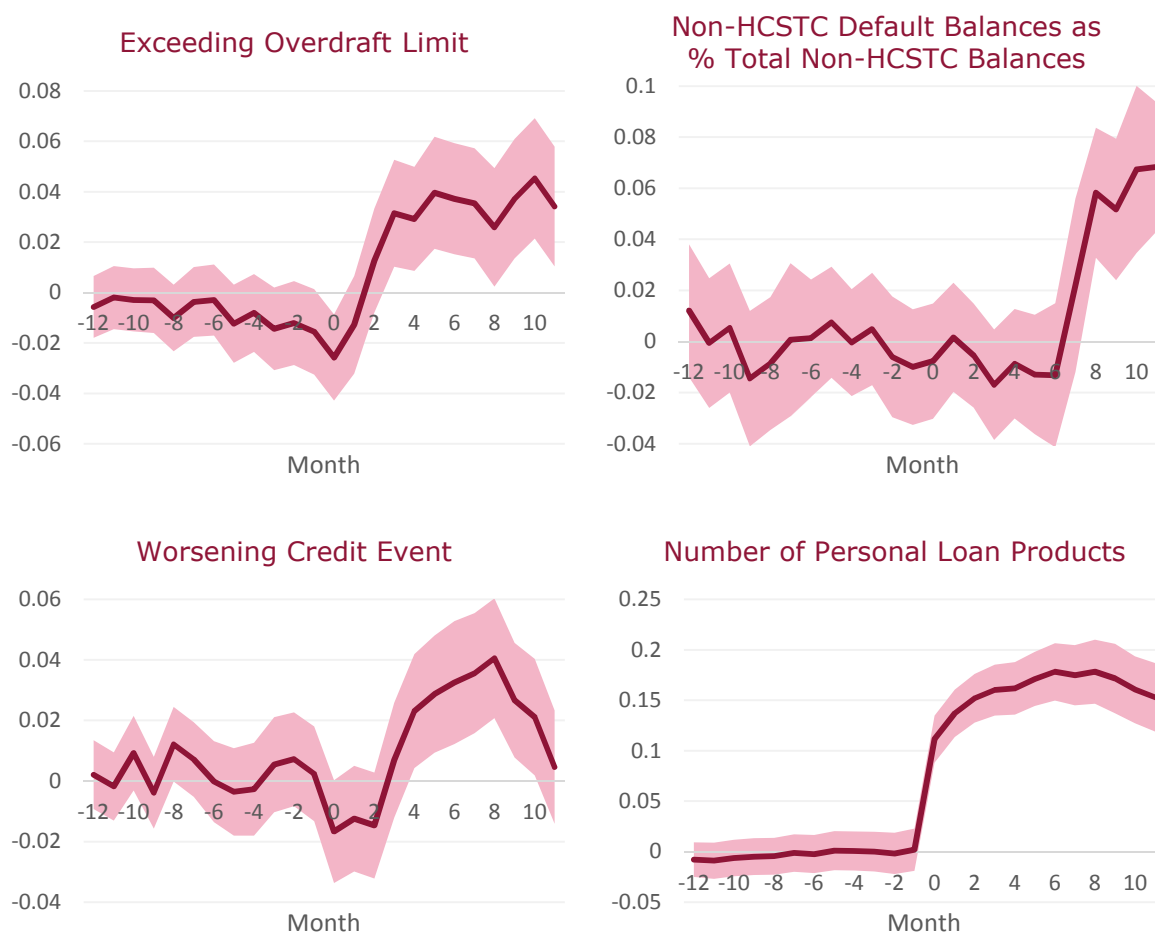 Exceeding Overdraft Limit
0.08
0.06
0.04
0.02
0
-12 -10 -8 -6 -4 -2 0 2 4 6 8 10
-0.02
-0.04
-0.06
Month
Non-HCSTC Default Balances as
% Total Non-HCSTC Balances
0.1
0.08
0.06
0.04
0.02
0
-12 -10 -8 -6 -4 -2 0 2 4 6 8 10
-0.02
-0.04
Month
Worsening Credit Event
0.06
0.04
0.02
0
-12 -10 -8 -6 -4 -2 0 2 4 6 8 10
-0.02
-0.04
Month
Number of Personal Loan Products
0.25
0.2
0.15
0.1
0.05
0
-12 -10 -8 -6 -4 -2 0 2 4 6 8 10
-0.05
Month